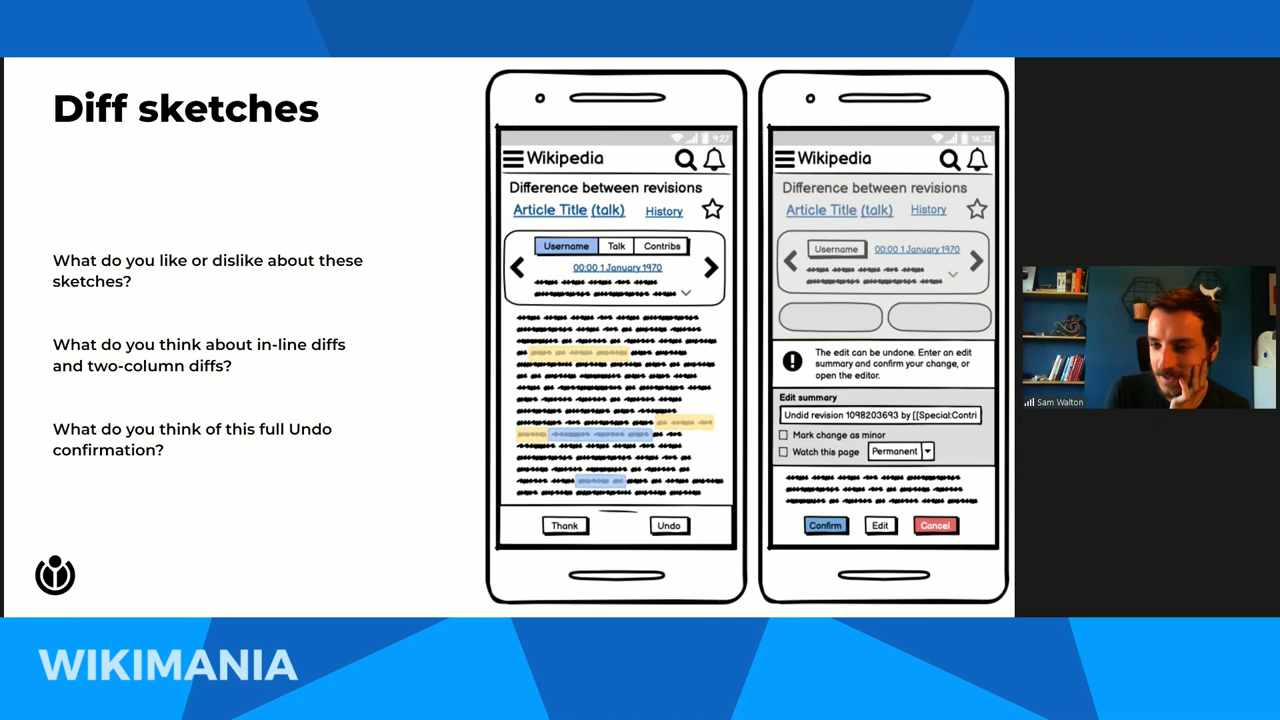 Diff sketches
What do you like or dislike about these
sketches?
What do you think about in-line diffs
and two-column diffs?
What do you think of this full Undo
confirmation?
9:27
Wikipedia
Difference between revisions
Article Title (talk)
History
Username
Talk
Contribs
00:00 1 January 1970
Thank
Undo
14:32
Wikipedia
Difference between revisions
Article Title (talk)
History
Username
00:00 1 January 1970
The edit can be undone. Enter an edit
summary and confirm your change, or
open the editor.
Edit summary
Undid revision 1098203693 by [[Special:Contri
Mark change as minor
Watch this page
Permanent
Confirm
Edit
Cancel
Sam Walton
WIKIMANIA